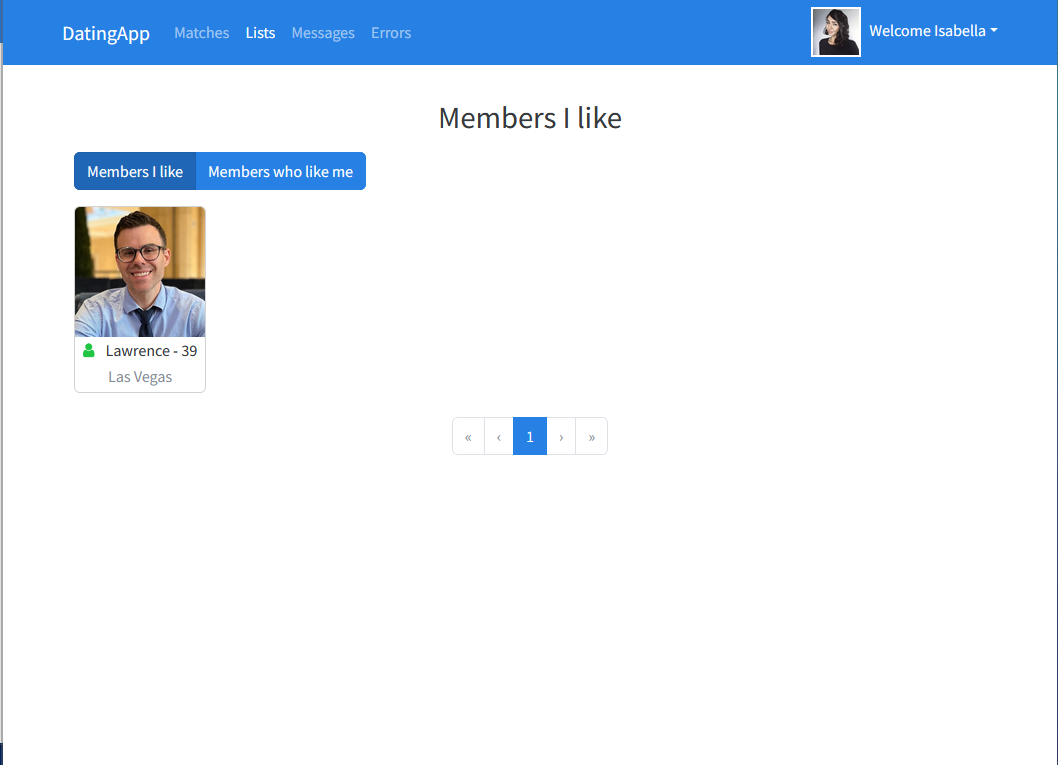 DatingApp Matches Lists Messages Errors Welcome Isabella
Members I like
Members I like Members who like me
Lawrence - 39
Las Vegas
« ‹ 1 › »